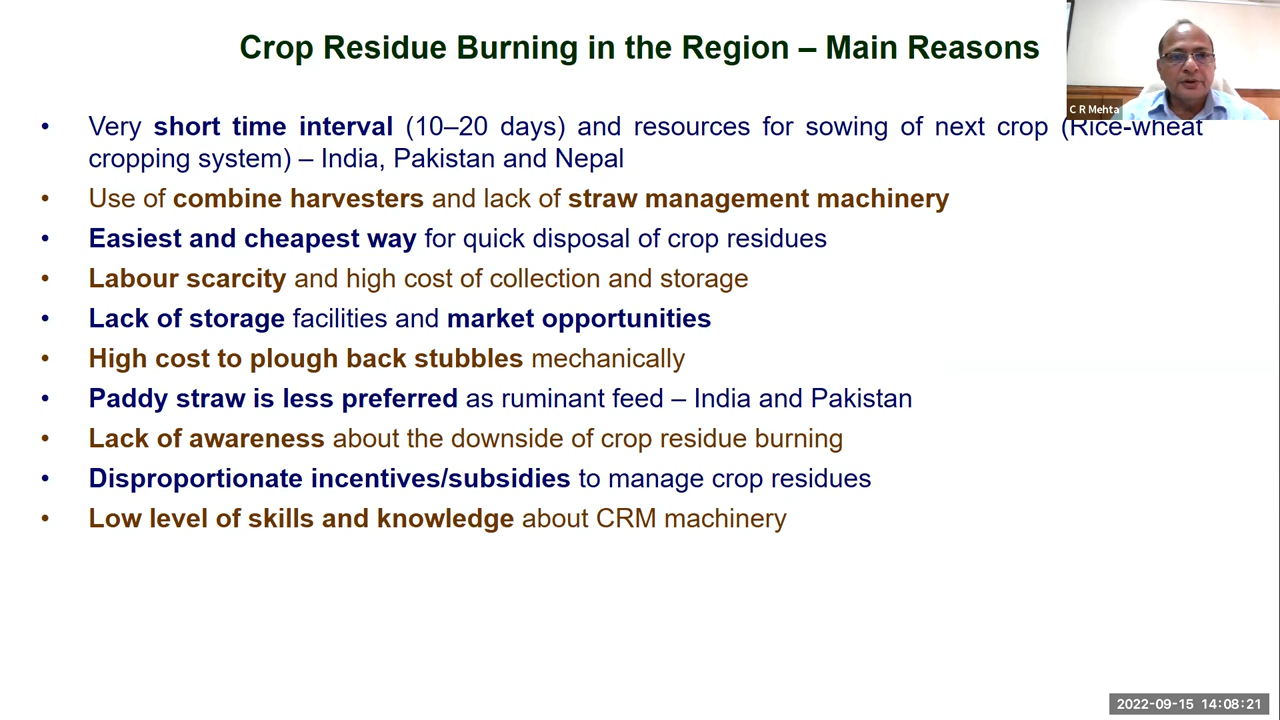 Crop Residue Burning in the Region – Main Reasons
C R Mehta
• Very short time interval (10–20 days) and resources for sowing of next crop (Rice-wheat
cropping system) – India, Pakistan and Nepal
• Use of combine harvesters and lack of straw management machinery
• Easiest and cheapest way for quick disposal of crop residues
• Labour scarcity and high cost of collection and storage
• Lack of storage facilities and market opportunities
• High cost to plough back stubbles mechanically
• Paddy straw is less preferred as ruminant feed – India and Pakistan
• Lack of awareness about the downside of crop residue burning
• Disproportionate incentives/subsidies to manage crop residues
• Low level of skills and knowledge about CRM machinery
2022-09-15 14:08:21